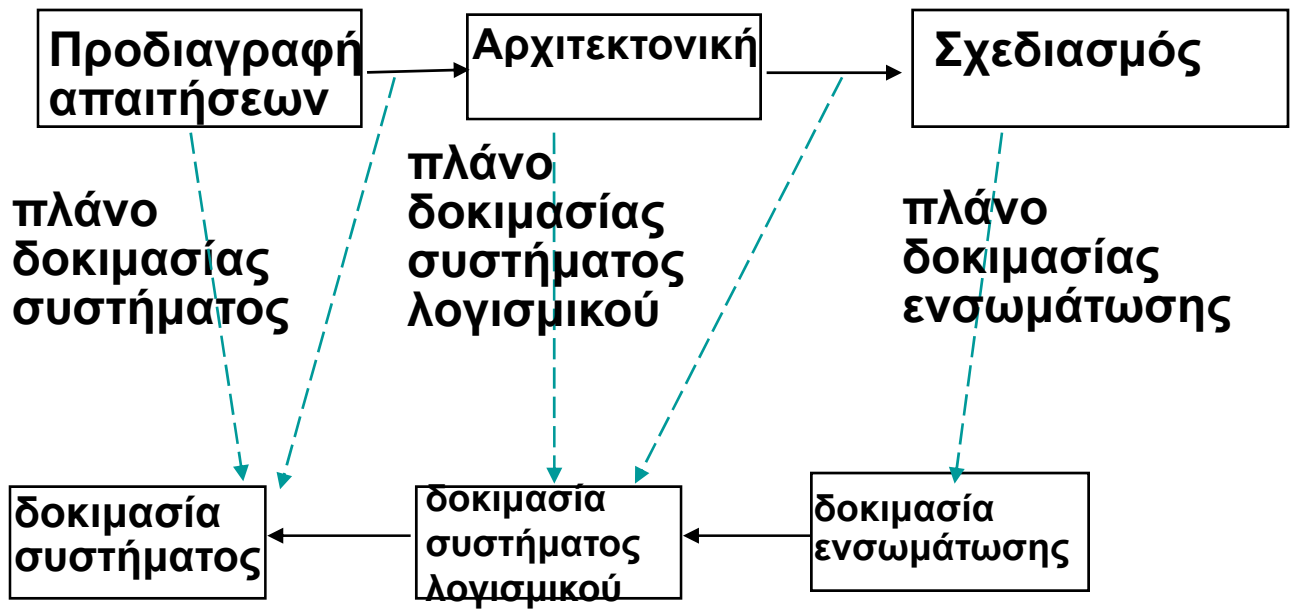 Προδιαγραφή
απαιτήσεων
Αρχιτεκτονική
Σχεδιασμός
πλάνο
δοκιμασίας
συστήματος
πλάνο
δοκιμασίας
συστήματος
λογισμικού
πλάνο
δοκιμασίας
ενσωμάτωσης
δοκιμασία
συστήματος
δοκιμασία
συστήματος
λογισμικού
δοκιμασία
ενσωμάτωσης